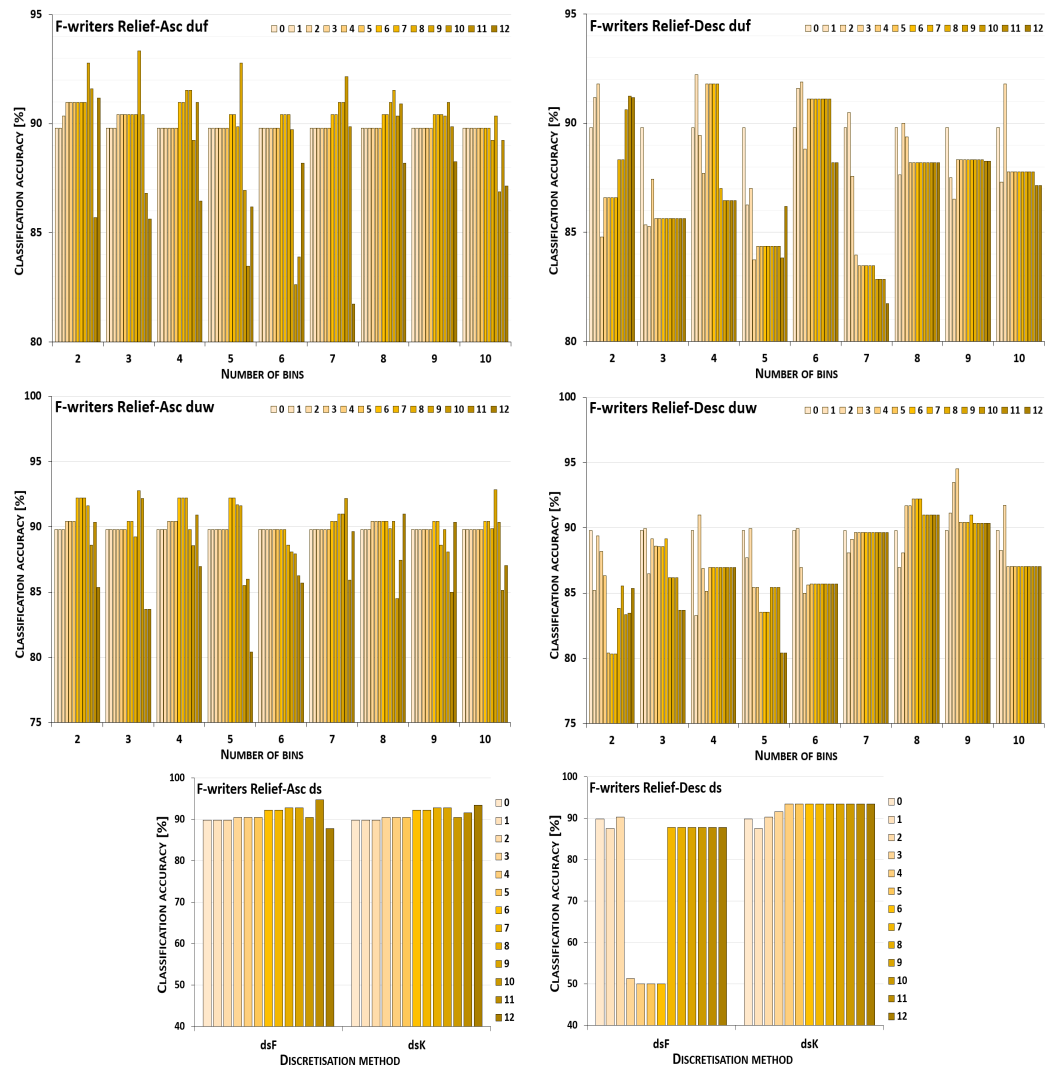 F-writers Relief-Asc duf
0 1 2 3 4 5 6 7 8 9 10 11 12
CLASSIFICATION ACCURACY [%]
95
90
85
80
2 3 4 5 6 7 8 9 10
NUMBER OF BINS
F-writers Relief-Desc duf
0 1 2 3 4 5 6 7 8 9 10 11 12
CLASSIFICATION ACCURACY [%]
95
90
85
80
2 3 4 5 6 7 8 9 10
NUMBER OF BINS
F-writers Relief-Asc duw
0 1 2 3 4 5 6 7 8 9 10 11 12
CLASSIFICATION ACCURACY [%]
100
95
90
85
80
75
2 3 4 5 6 7 8 9 10
NUMBER OF BINS
F-writers Relief-Desc duw
0 1 2 3 4 5 6 7 8 9 10 11 12
CLASSIFICATION ACCURACY [%]
100
95
90
85
80
75
2 3 4 5 6 7 8 9 10
NUMBER OF BINS
F-writers Relief-Asc ds
CLASSIFICATION ACCURACY [%]
100
90
80
70
60
50
40
dsF dsK
DISCRETISATION METHOD
0
1
2
3
4
5
6
7
8
9
10
11
12
F-writers Relief-Desc ds
CLASSIFICATION ACCURACY [%]
100
90
80
70
60
50
40
dsF dsK
DISCRETISATION METHOD
0
1
2
3
4
5
6
7
8
9
10
11
12